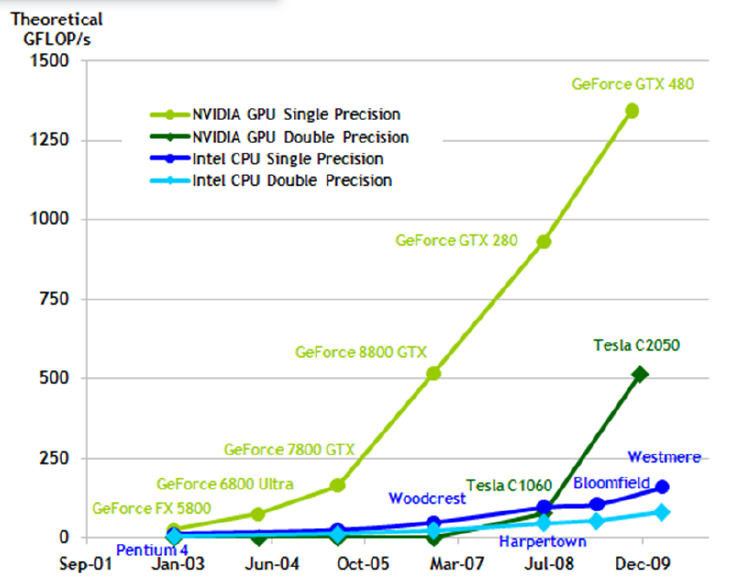 Theoretical
GFLOP/s
1500
GeForce GTX 480
NVIDIA GPU Single Precision
1250
NVIDIA GPU Double Precision
Intel CPU Single Precision
Intel CPU Double Precision
1000
GeForce GTX 280
750
Tesla C2050
GeForce 8800 GTX
500
GeForce 7800 GTX
250
Westmere
GeForce 6800 Ultra
Tesla C1060
Bloomfield
Woodcrest
GeForce FX 5800
0
Harpertown
Pentium 4
Sep-01 Jan-03 Jun-04 Oct-05 Mar-07 Jul-08 Dec-09